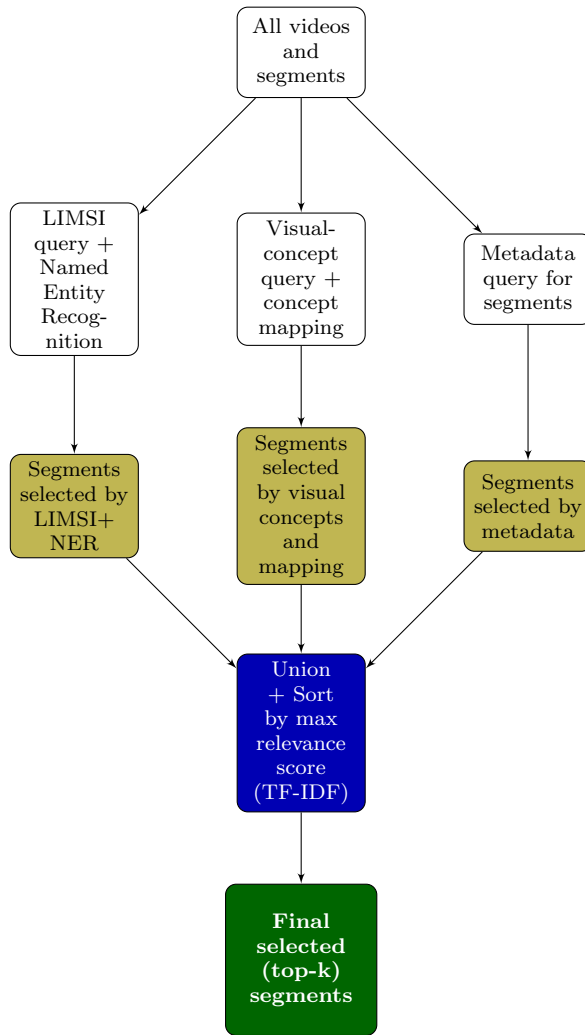 All videos
and
segments
LIMSI
query +
Named
Entity
Recog-
nition
Visual-
concept
query +
concept
mapping
Metadata
query for
segments
Segments
selected by
LIMSI+
NER
Segments
selected
by visual
concepts
and
mapping
Segments
selected by
metadata
Union
+ Sort
by max
relevance
score
(TF-IDF)
Final
selected
(top-k)
segments